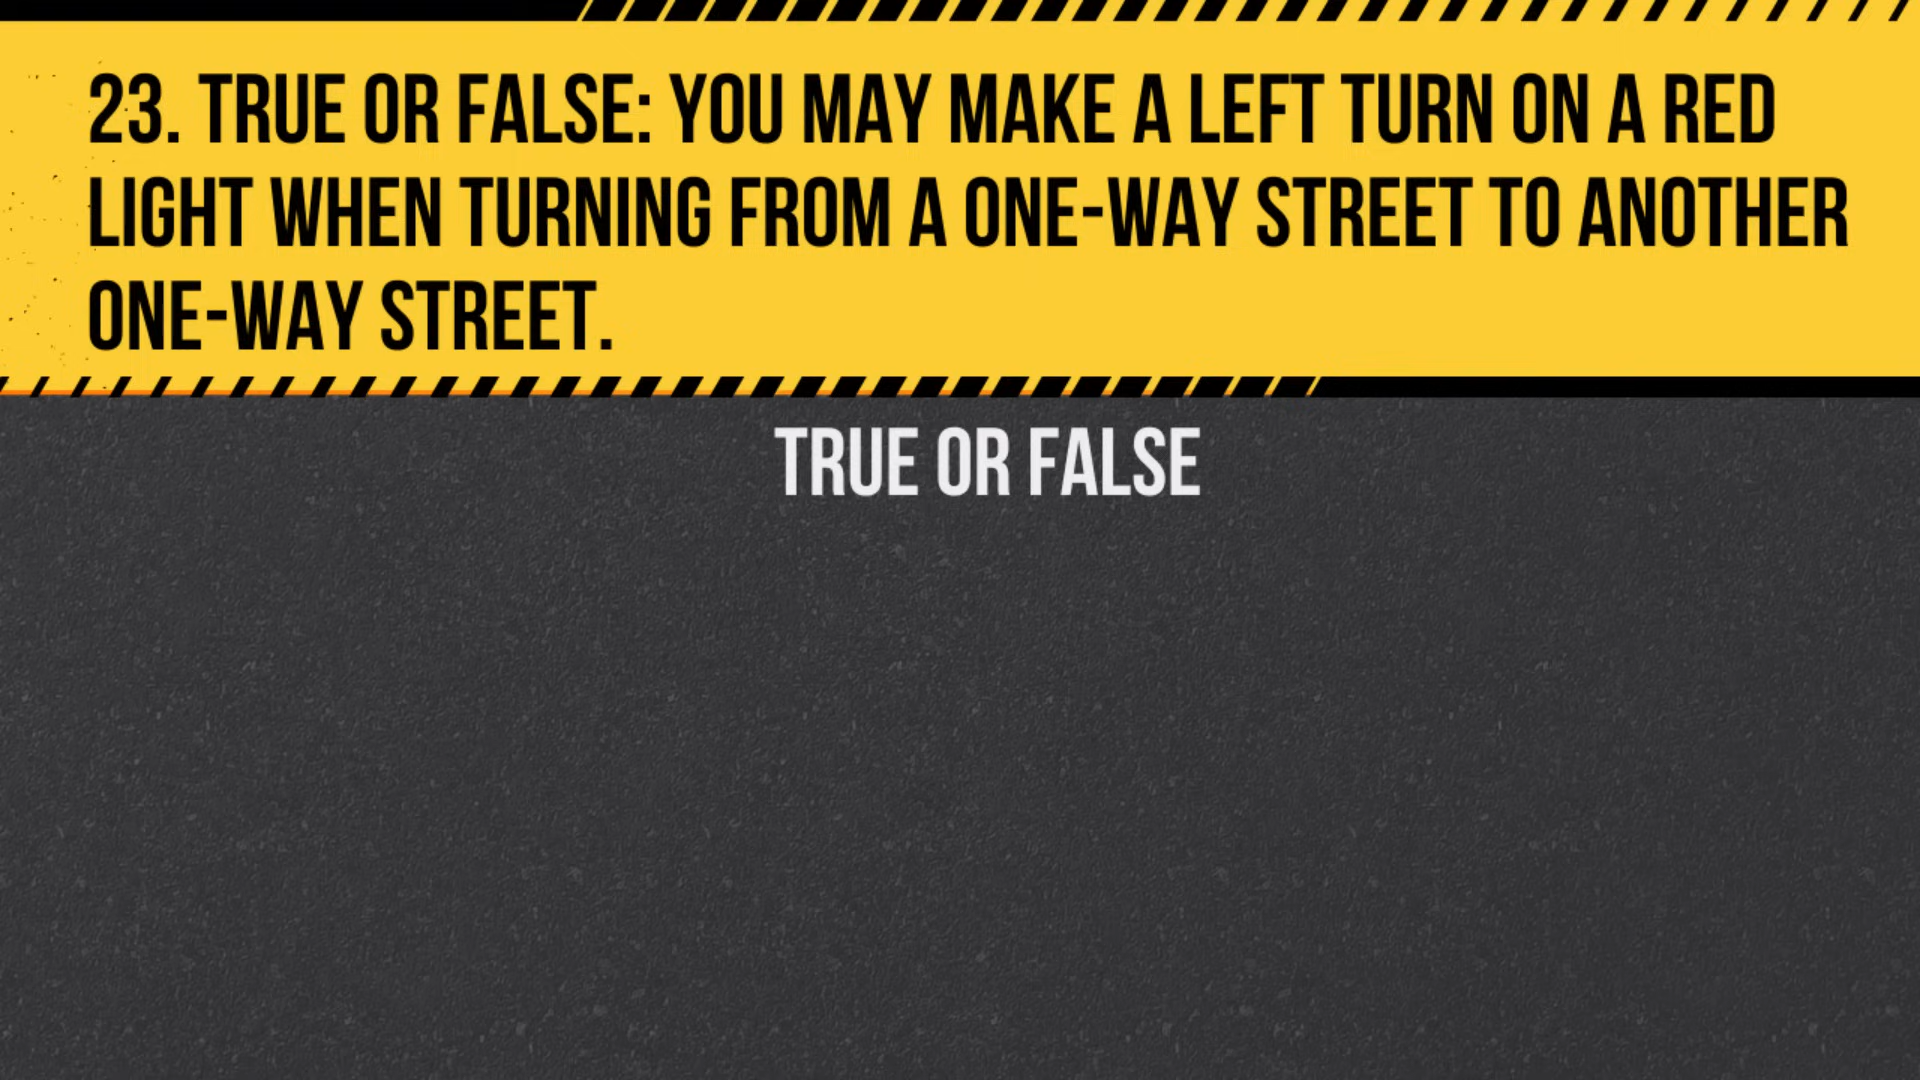 23. TRUE OR FALSE: YOU MAY MAKE A LEFT TURN ON A RED
LIGHT WHEN TURNING FROM A ONE-WAY STREET TO ANOTHER
ONE-WAY STREET.
TRUE OR FALSE